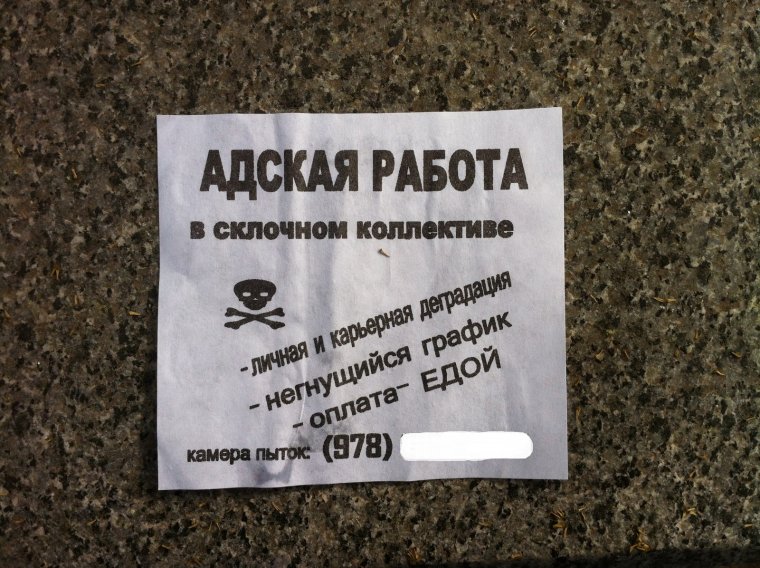 АДСКАЯ РАБОТА
В СКЛОЧНОМ КОЛЛЕКТИВЕ
- личная и карьерная деградация
- негнущийся график
- оплата - ЕДОЙ
камера пыток: (978)